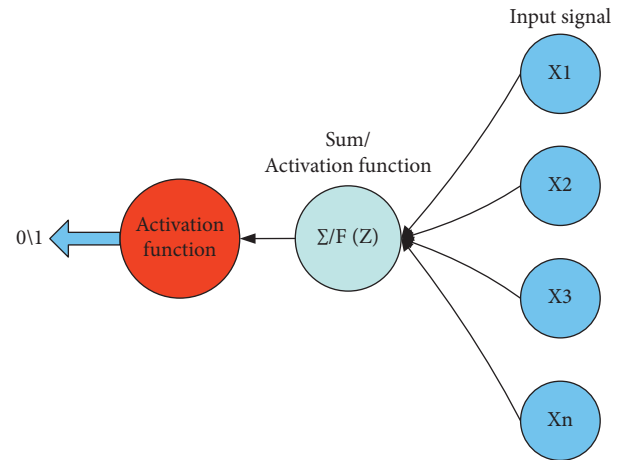 Input signal
X1
Sum/
Activation function
X2
0\1
Activation
function
Σ/F (Z)
X3
Xn